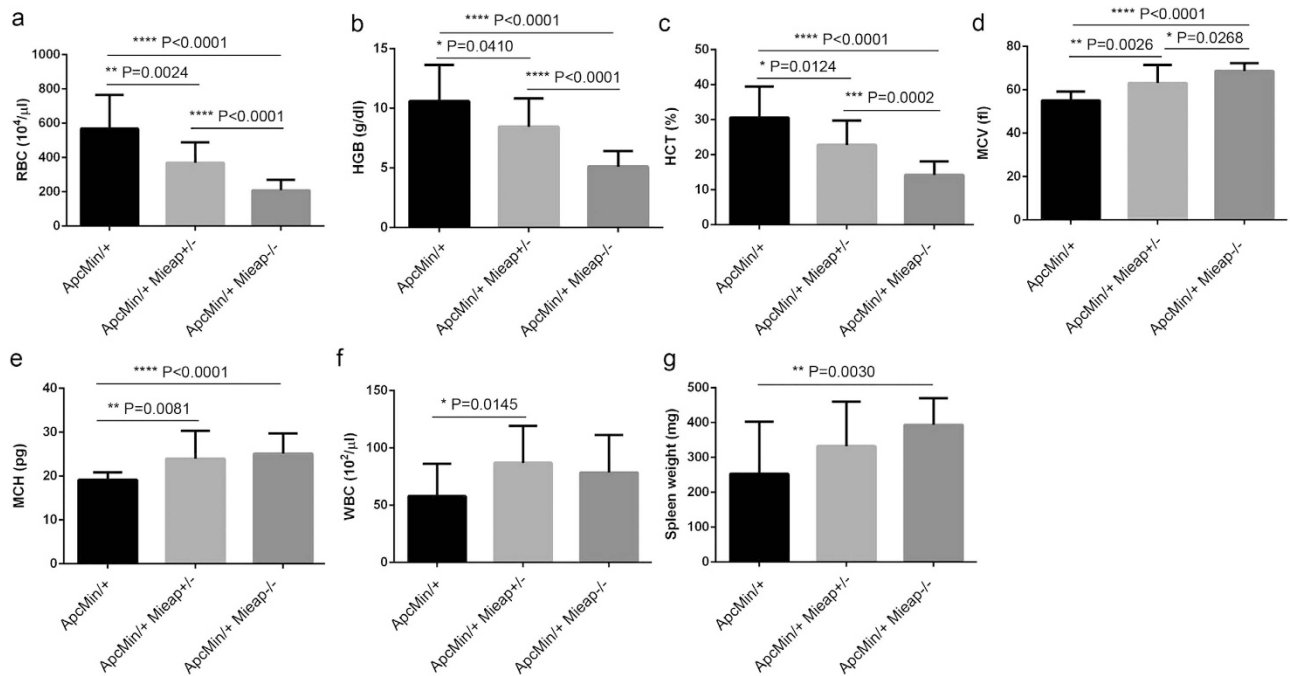 a
**** P<0.0001
** P=0.0024
**** P<0.0001
RBC (10⁴/μl)
1000
800
600
400
200
0
ApcMin/+
ApcMin/+ Mieap+/-
ApcMin/+ Mieap-/-
b
**** P<0.0001
* P=0.0410
**** P<0.0001
HGB (g/dl)
15
10
5
0
ApcMin/+
ApcMin/+ Mieap+/-
ApcMin/+ Mieap-/-
c
**** P<0.0001
* P=0.0124
*** P=0.0002
HCT (%)
50
40
30
20
10
0
ApcMin/+
ApcMin/+ Mieap+/-
ApcMin/+ Mieap-/-
d
**** P<0.0001
** P=0.0026
* P=0.0268
MCV (fl)
80
60
40
20
0
ApcMin/+
ApcMin/+ Mieap+/-
ApcMin/+ Mieap-/-
e
**** P<0.0001
** P=0.0081
MCH (pg)
40
30
20
10
0
ApcMin/+
ApcMin/+ Mieap+/-
ApcMin/+ Mieap-/-
f
* P=0.0145
WBC (10²/μl)
150
100
50
0
ApcMin/+
ApcMin/+ Mieap+/-
ApcMin/+ Mieap-/-
g
** P=0.0030
Spleen weight (mg)
500
400
300
200
100
0
ApcMin/+
ApcMin/+ Mieap+/-
ApcMin/+ Mieap-/-